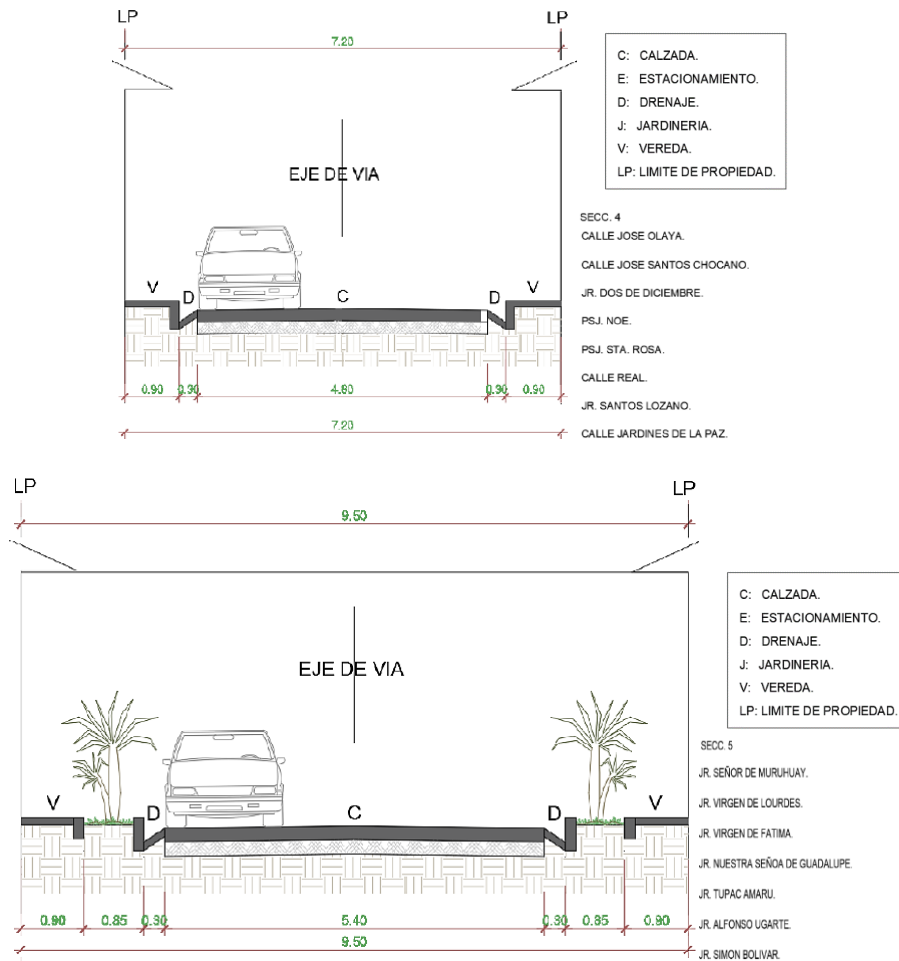 LP
LP
7.20
C: CALZADA.
E: ESTACIONAMIENTO.
D: DRENAJE.
J: JARDINERIA.
V: VEREDA.
LP: LIMITE DE PROPIEDAD.
EJE DE VIA
SECC. 4
CALLE JOSE OLAYA.
CALLE JOSE SANTOS CHOCANO.
JR. DOS DE DICIEMBRE.
PSJ. NOE.
PSJ. STA. ROSA.
CALLE REAL.
JR. SANTOS LOZANO.
CALLE JARDINES DE LA PAZ.
V D C D V
0.90 0.30 4.80 0.30 0.90
7.20
LP
LP
9.50
C: CALZADA.
E: ESTACIONAMIENTO.
D: DRENAJE.
J: JARDINERIA.
V: VEREDA.
LP: LIMITE DE PROPIEDAD.
EJE DE VIA
SECC. 5
JR. SEÑOR DE MURUHUAY.
JR. VIRGEN DE LOURDES.
JR. VIRGEN DE FATIMA.
JR. NUESTRA SEÑOA DE GUADALUPE.
JR. TUPAC AMARU.
JR. ALFONSO UGARTE.
JR. SIMON BOLIVAR.
V D C D V
0.90 0.85 0.30 5.40 0.30 0.85 0.90
9.50